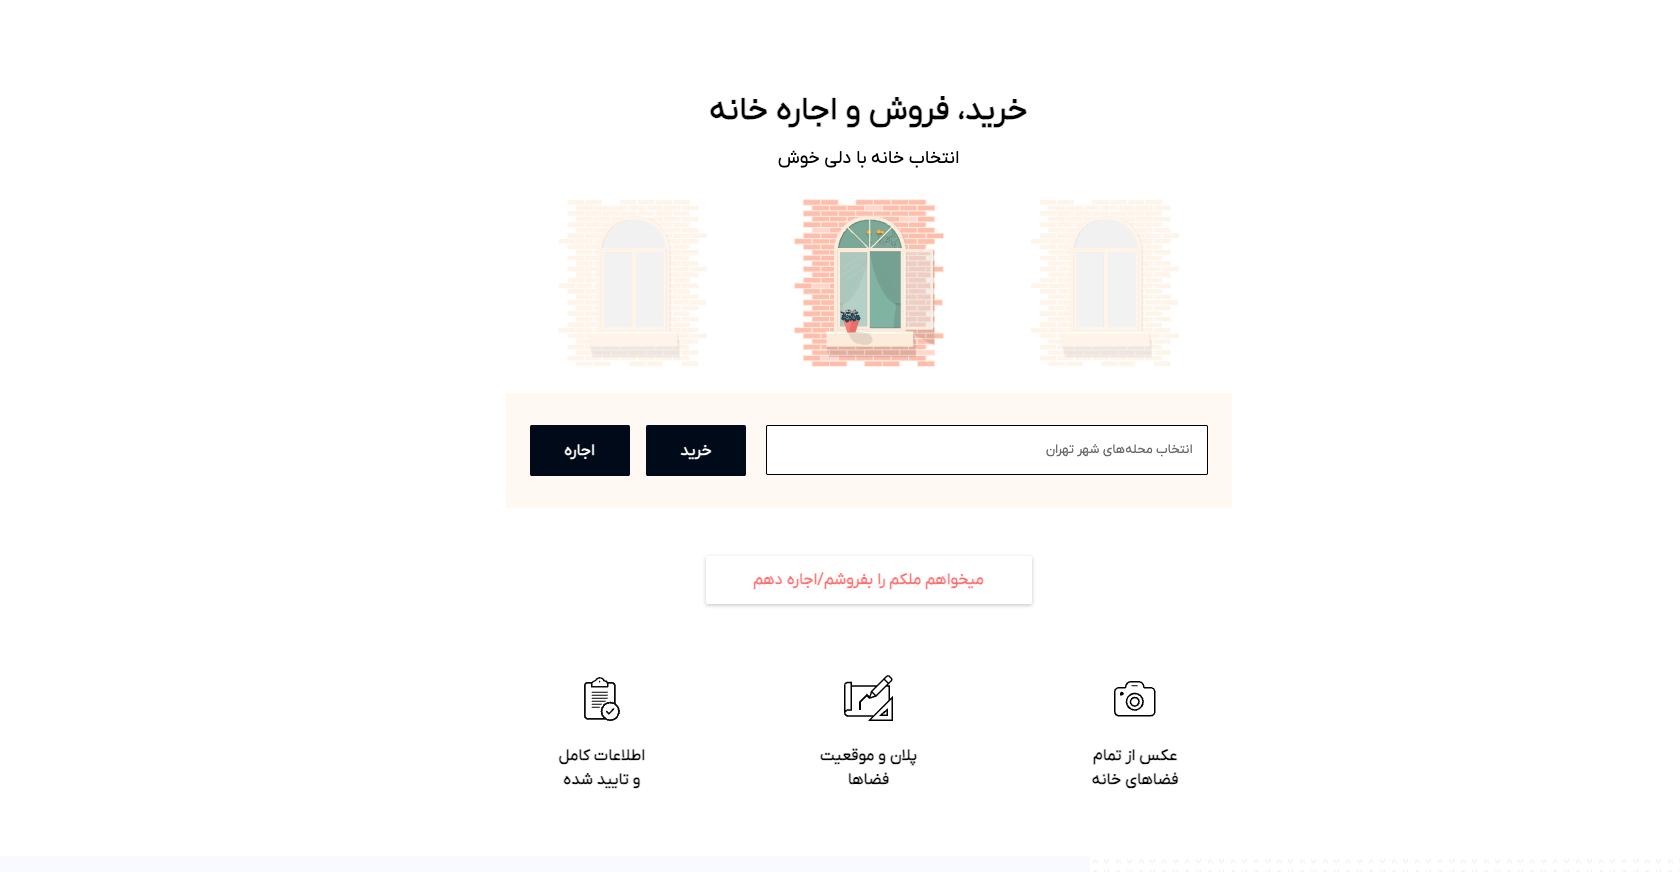 خرید، فروش و اجاره خانه
انتخاب خانه با دلی خوش
انتخاب محله‌های شهر تهران
خرید
اجاره
میخواهم ملکم را بفروشم/اجاره دهم
عکس از تمام
فضاهای خانه
پلان و موقعیت
فضاها
اطلاعات کامل
و تایید شده